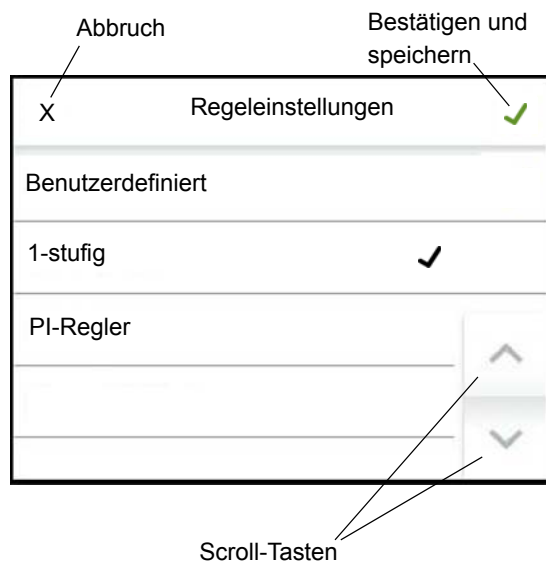 Abbruch
Bestätigen und
speichern
X
Regeleinstellungen
Benutzerdefiniert
1-stufig
PI-Regler
Scroll-Tasten